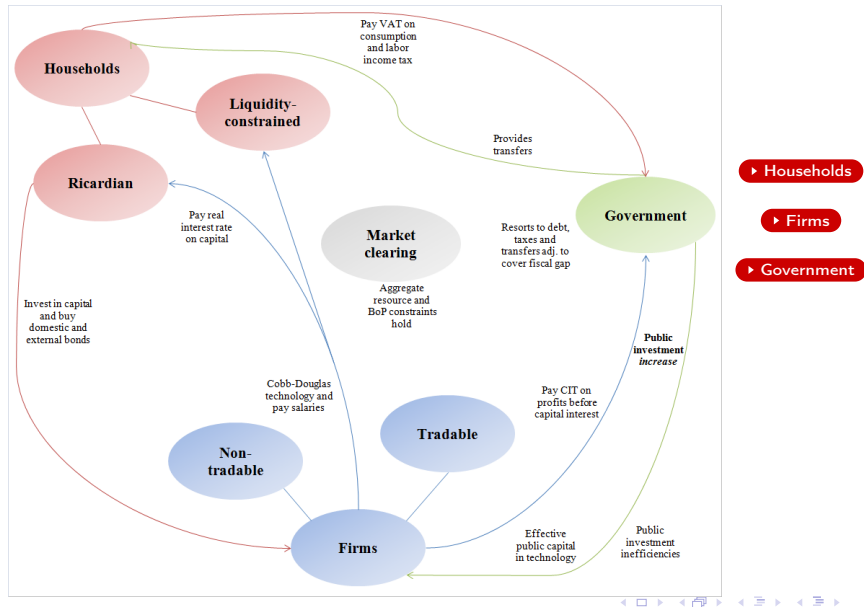 Pay VAT on
consumption
and labor
income tax
Households
Liquidity-
constrained
Provides
transfers
Ricardian
Households
Pay real
interest rate
on capital
Market
clearing
Resorts to debt,
taxes and
transfers adj. to
cover fiscal gap
Government
Firms
Government
Aggregate
resource and
BoP constraints
hold
Invest in capital
and buy
domestic and
external bonds
Public
investment
increase
Cobb-Douglas
technology and
pay salaries
Pay CIT on
profits before
capital interest
Non-
tradable
Tradable
Firms
Effective
public capital
in technology
Public
investment
inefficiencies